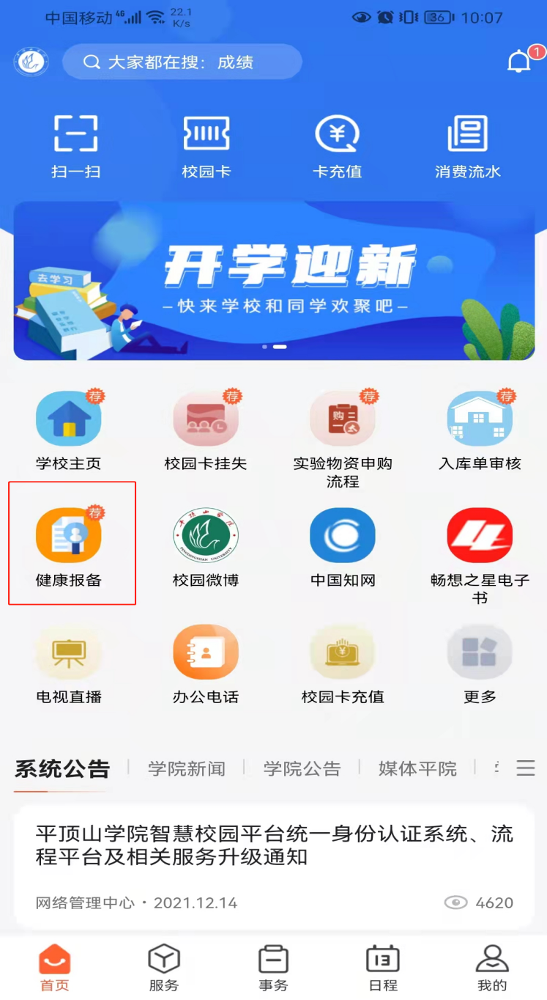 中国移动 4G 22.1 K/s 36 10:07
大家都在搜：成绩 1
扫一扫 校园卡 卡充值 消费流水
去学习
开学迎新
–快来学校和同学欢聚吧–
荐 荐 荐 荐
购
学校主页 校园卡挂失 实验物资申购流程 入库单审核
荐
平顶山学院
PINGDINGSHAN UNIVERSITY
健康报备 校园微博 中国知网 畅想之星电子书
电视直播 办公电话 校园卡充值 更多
系统公告 学院新闻 学院公告 媒体平院
平顶山学院智慧校园平台统一身份认证系统、流
程平台及相关服务升级通知
网络管理中心·2021.12.14 4620
13
首页 服务 事务 日程 我的